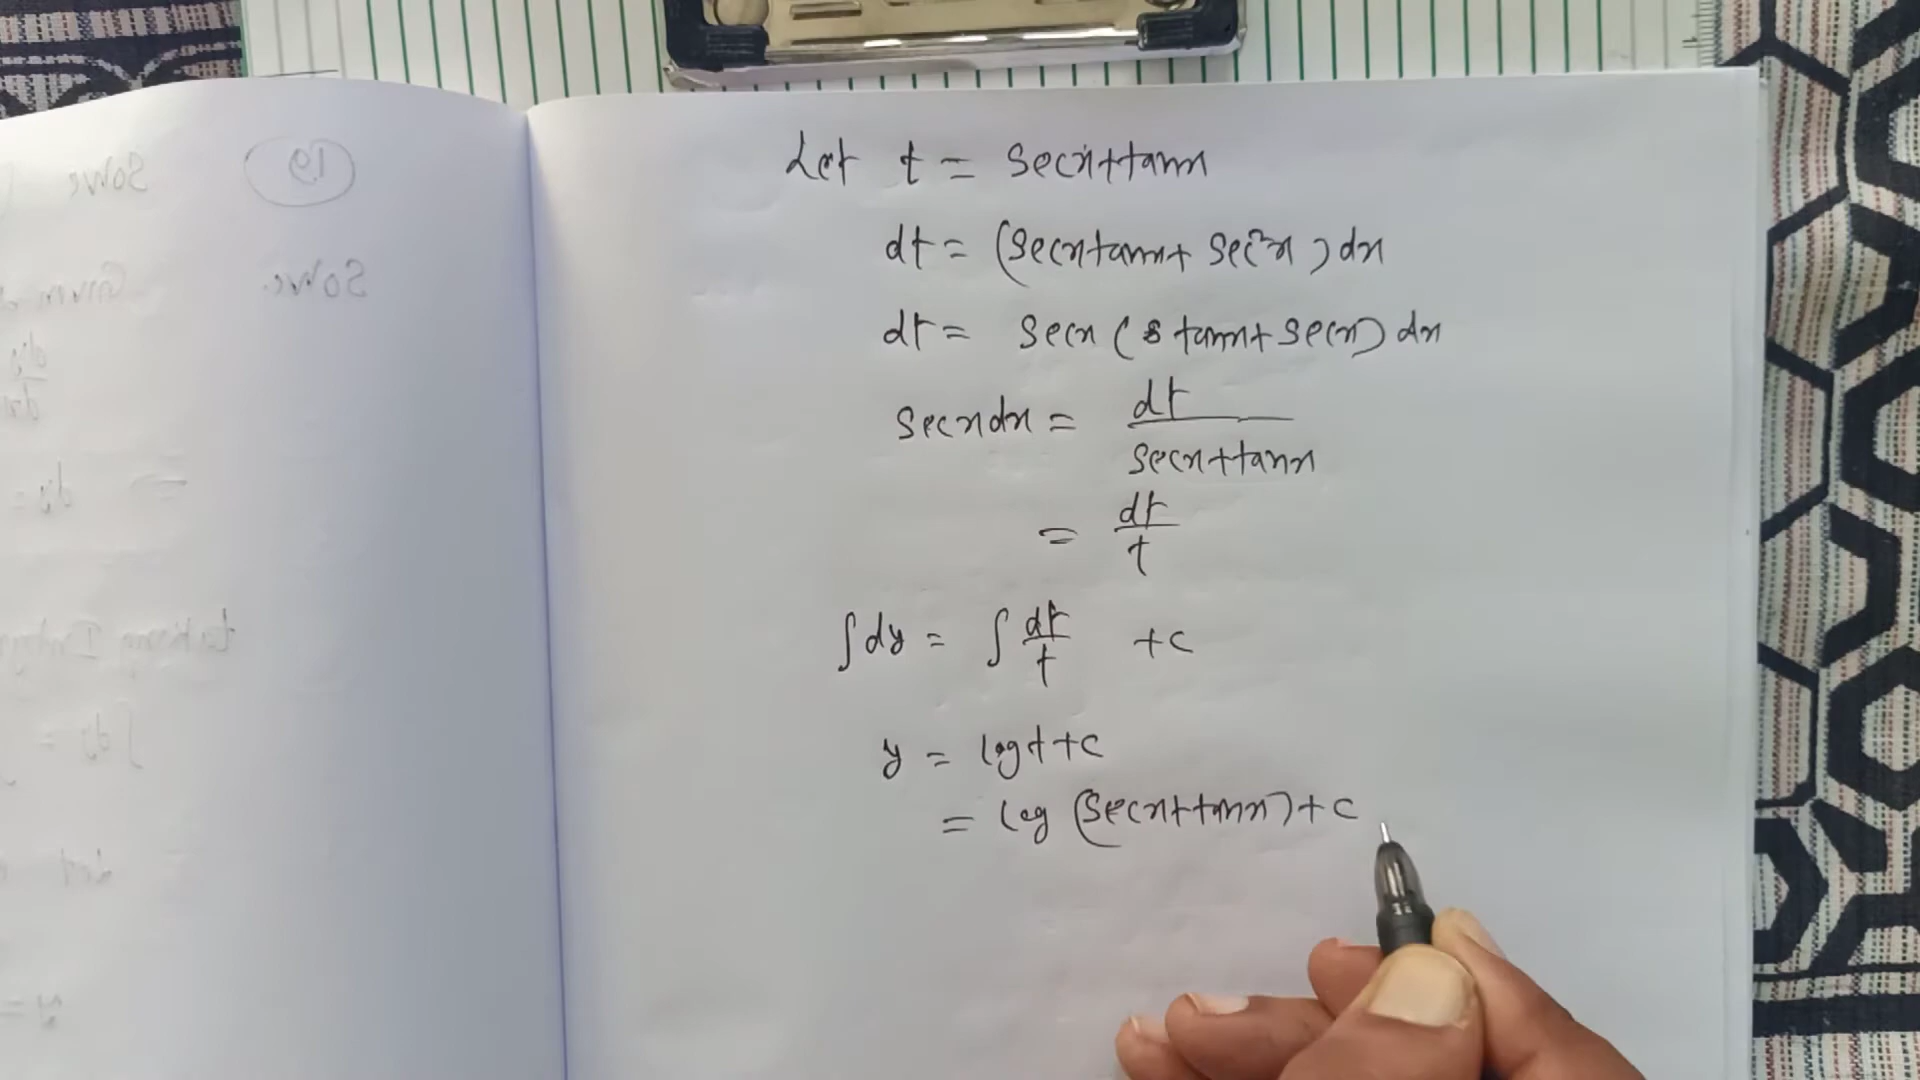 Let t = secx+tanx
dt = (secxtanx+ sec²x) dx
dt = secx (s tanx+secx) dx
secxdx = dt / secx+tanx
= dt/t
∫dy = ∫dt/t +c
y = logt+c
= log (secx+tanx)+c
19 Solve
Solve